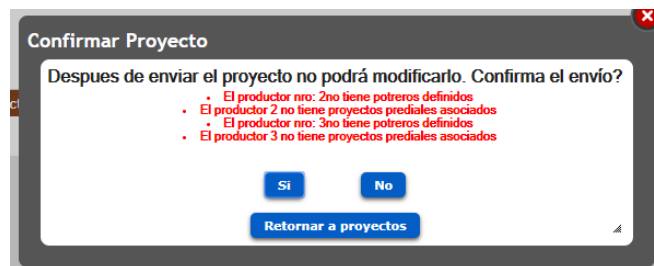 Confirmar Proyecto
Despues de enviar el proyecto no podrá modificarlo. Confirma el envío?
• El productor nro: 2no tiene potreros definidos
• El productor 2 no tiene proyectos prediales asociados
• El productor nro: 3no tiene potreros definidos
• El productor 3 no tiene proyectos prediales asociados
Si
No
Retornar a proyectos